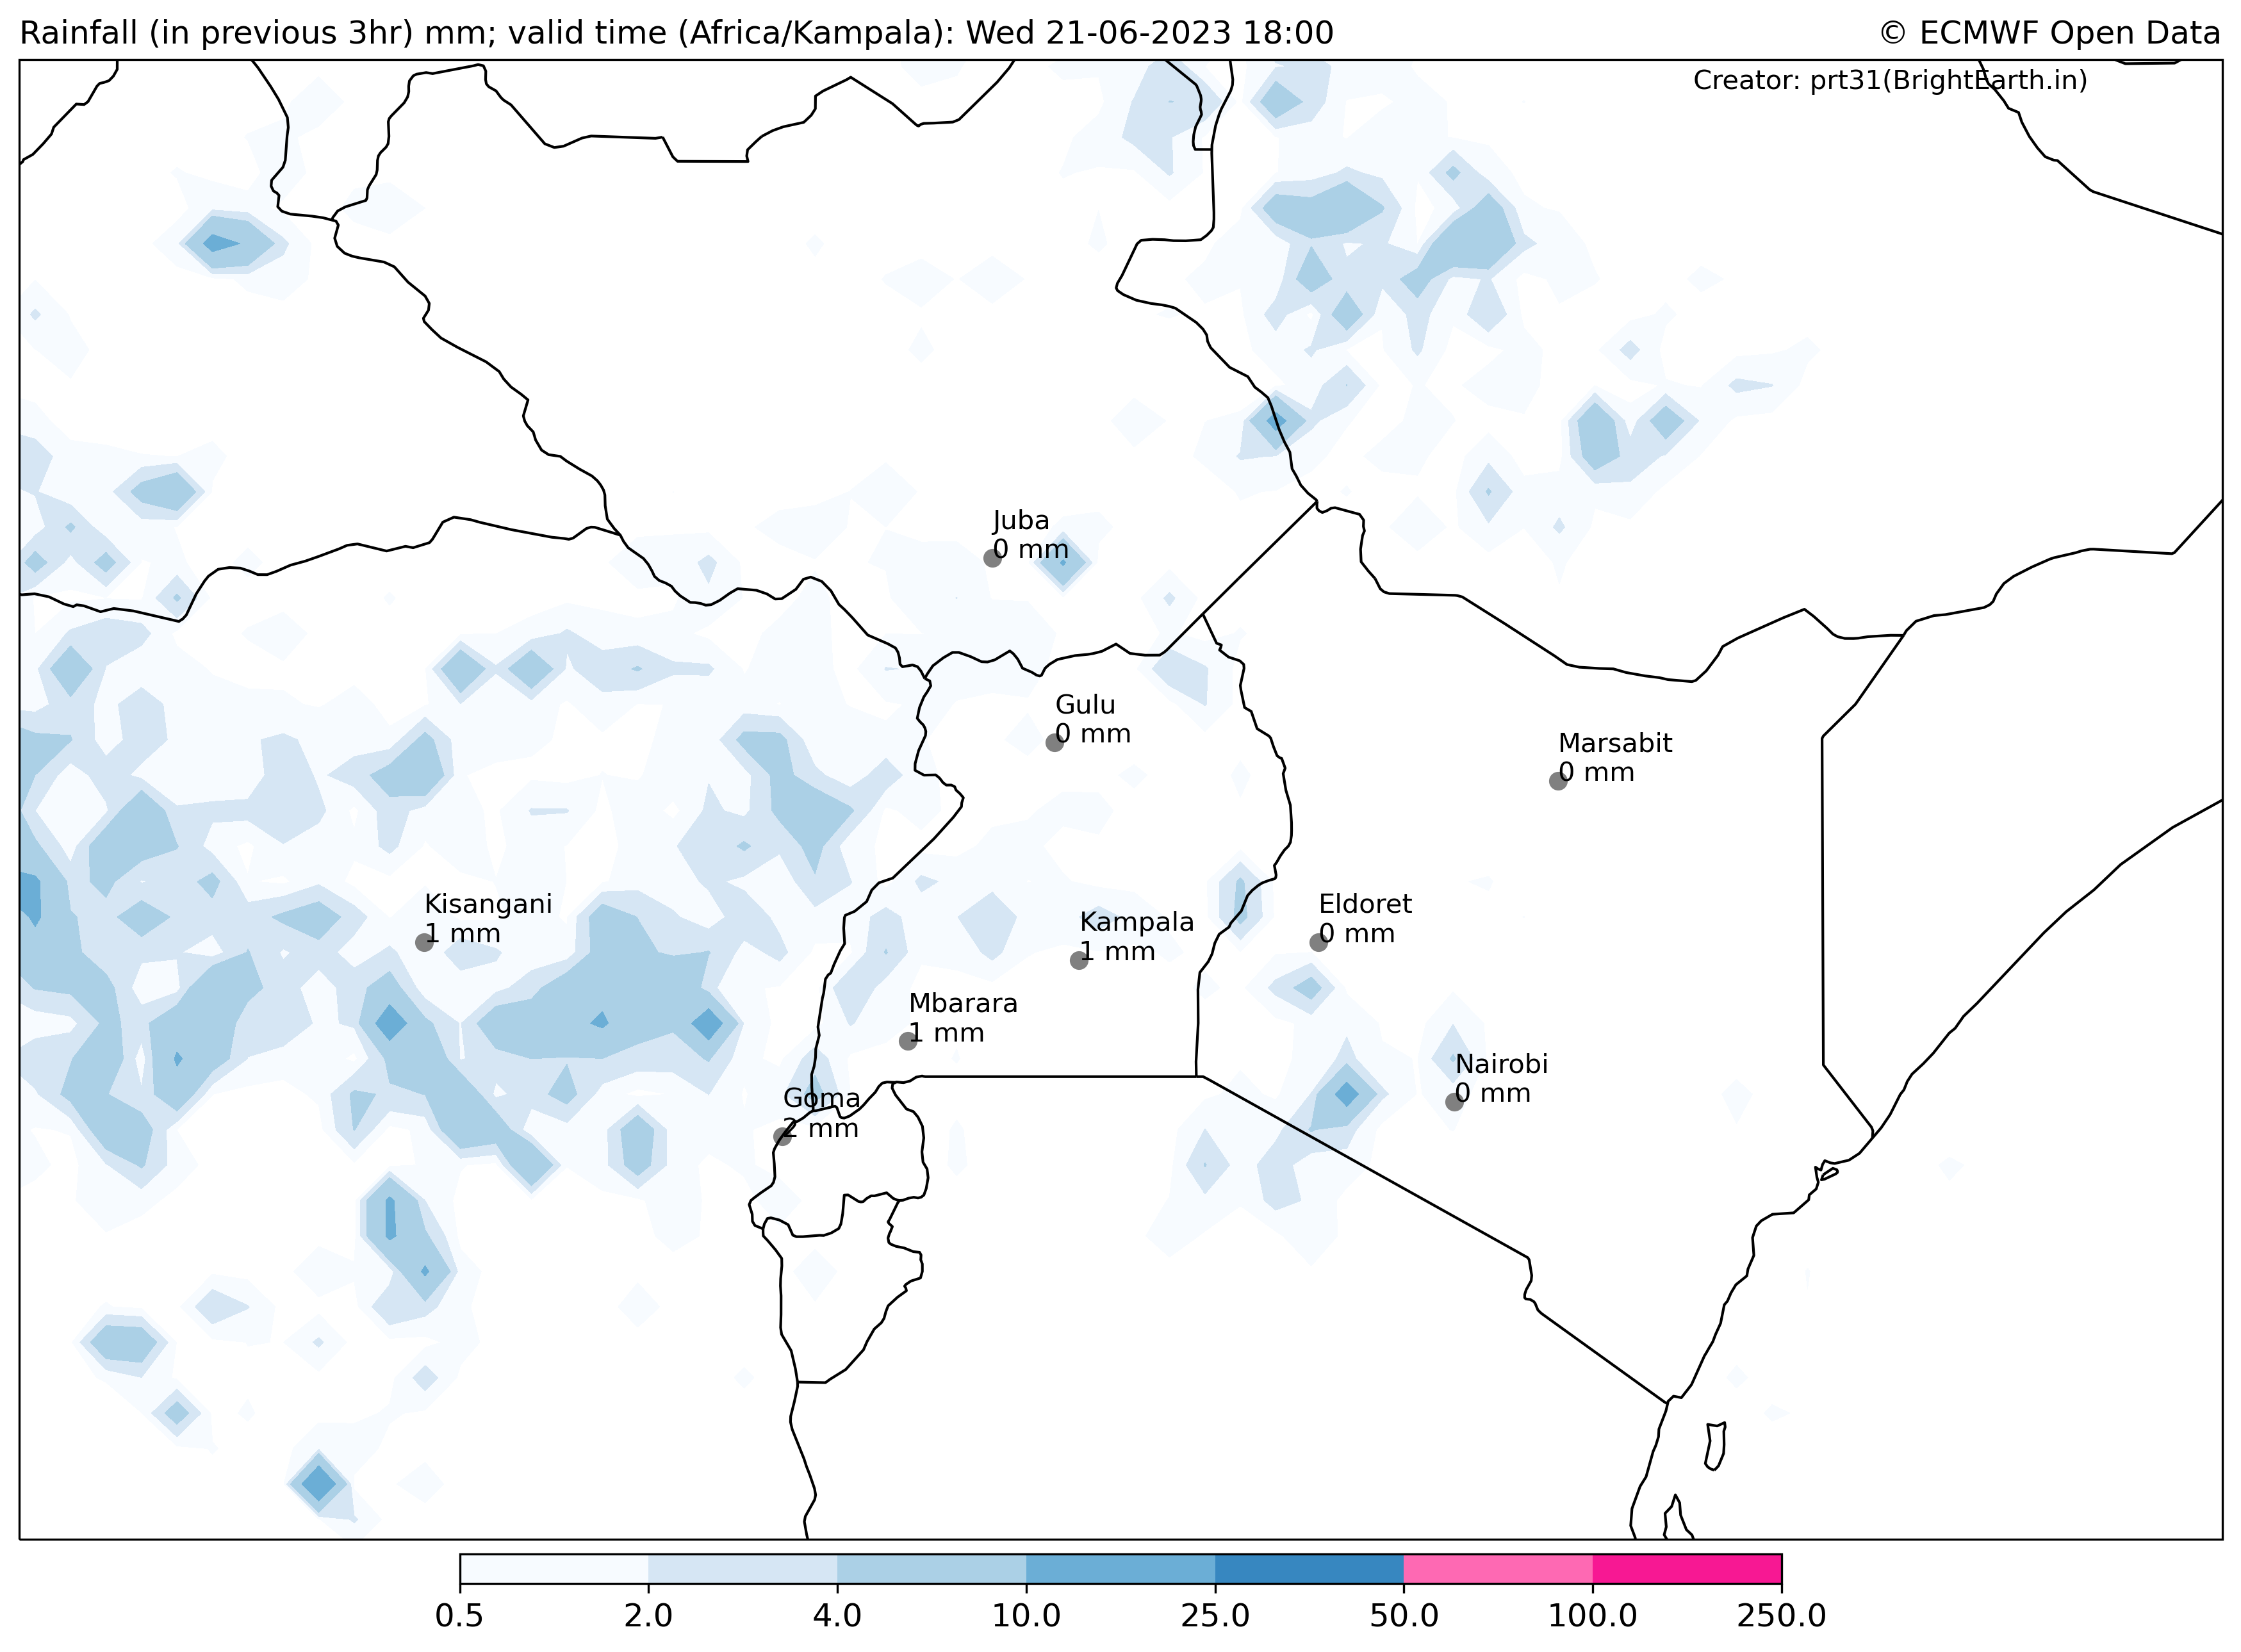 Rainfall (in previous 3hr) mm; valid time (Africa/Kampala): Wed 21-06-2023 18:00
© ECMWF Open Data
Creator: prt31(BrightEarth.in)
Juba
0 mm
Gulu
0 mm
Marsabit
0 mm
Kisangani
1 mm
Kampala
1 mm
Eldoret
0 mm
Mbarara
1 mm
Nairobi
0 mm
Goma
2 mm
0.5 2.0 4.0 10.0 25.0 50.0 100.0 250.0